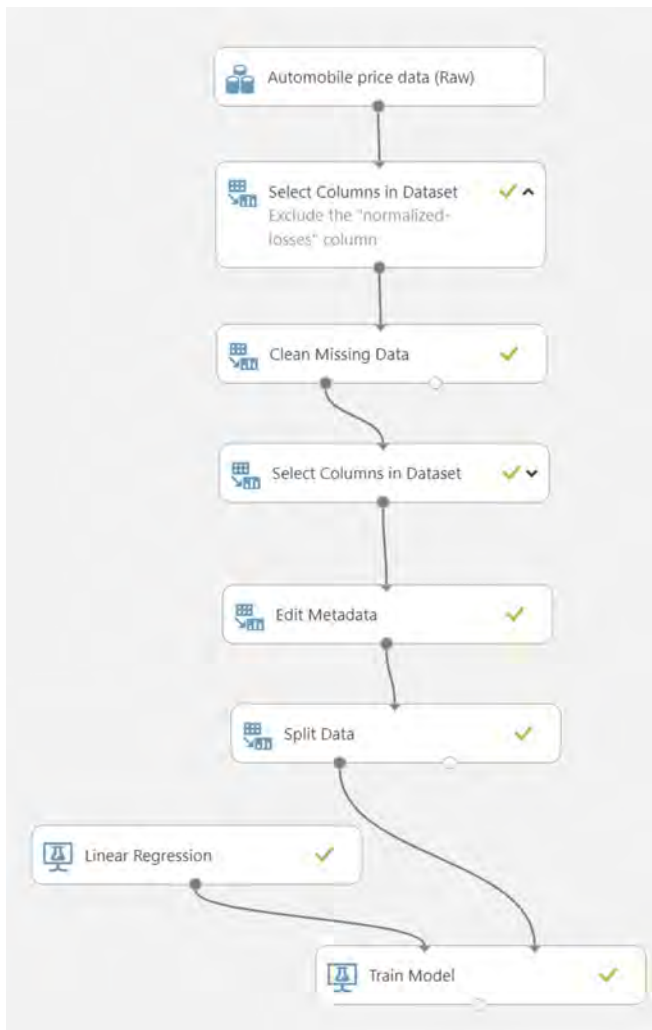 Automobile price data (Raw)
Select Columns in Dataset
Exclude the "normalized-
losses" column
Clean Missing Data
Select Columns in Dataset
Edit Metadata
Split Data
Linear Regression
Train Model